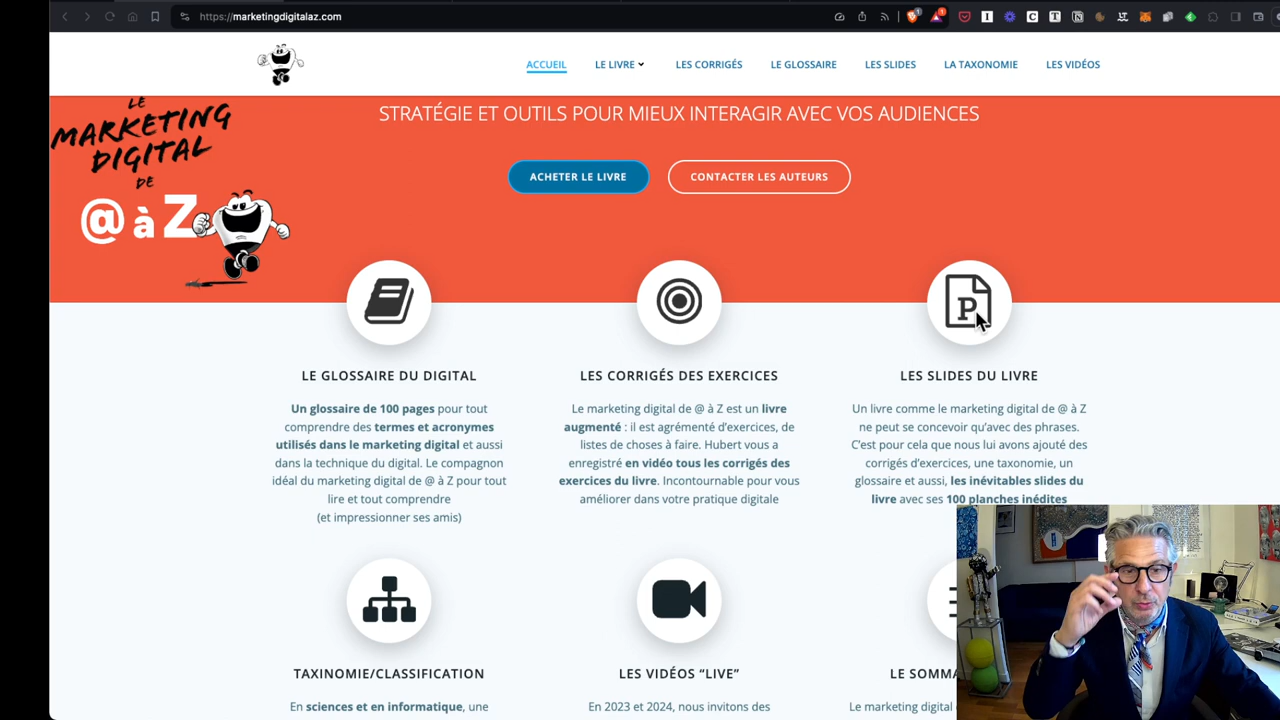 https://marketingdigitalaz.com
ACCUEIL
LE LIVRE
LES CORRIGÉS
LE GLOSSAIRE
LES SLIDES
LA TAXONOMIE
LES VIDÉOS
LE
MARKETING
DIGITAL
DE
@ à Z
STRATÉGIE ET OUTILS POUR MIEUX INTERAGIR AVEC VOS AUDIENCES
ACHETER LE LIVRE
CONTACTER LES AUTEURS
LE GLOSSAIRE DU DIGITAL
Un glossaire de 100 pages pour tout
comprendre des termes et acronymes
utilisés dans le marketing digital et aussi
dans la technique du digital. Le compagnon
idéal du marketing digital de @ à Z pour tout
lire et tout comprendre
(et impressionner ses amis)
LES CORRIGÉS DES EXERCICES
Le marketing digital de @ à Z est un livre
augmenté : il est agrémenté d’exercices, de
listes de choses à faire. Hubert vous a
enregistré en vidéo tous les corrigés des
exercices du livre. Incontournable pour vous
améliorer dans votre pratique digitale
P
LES SLIDES DU LIVRE
Un livre comme le marketing digital de @ à Z
ne peut se concevoir qu’avec des phrases.
C’est pour cela que nous lui avons ajouté des
corrigés d’exercices, une taxonomie, un
glossaire et aussi, les inévitables slides du
livre avec ses 100 planches inédites
TAXINOMIE/CLASSIFICATION
En sciences et en informatique, une
LES VIDÉOS “LIVE”
En 2023 et 2024, nous invitons des
LE SOMM
Le marketing digital